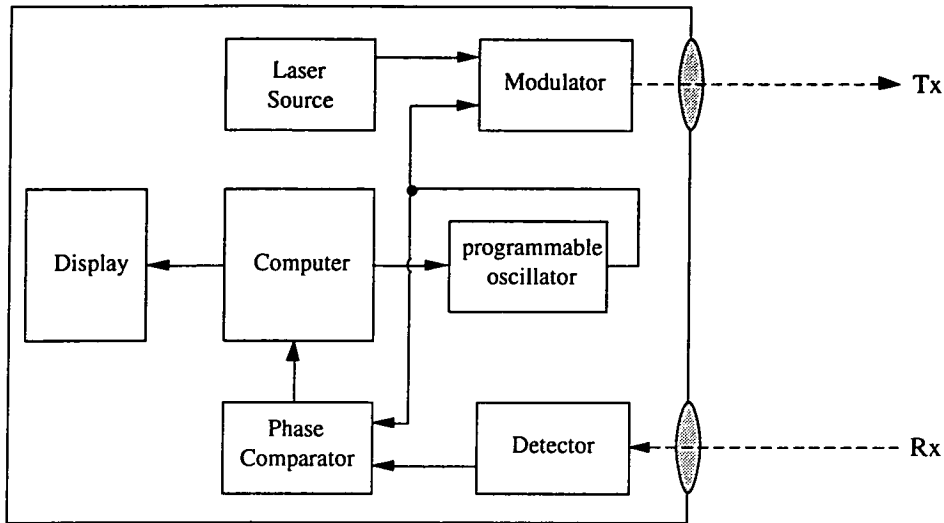 Laser
Source
Modulator
Tx
Display
Computer
programmable
oscillator
Phase
Comparator
Detector
Rx